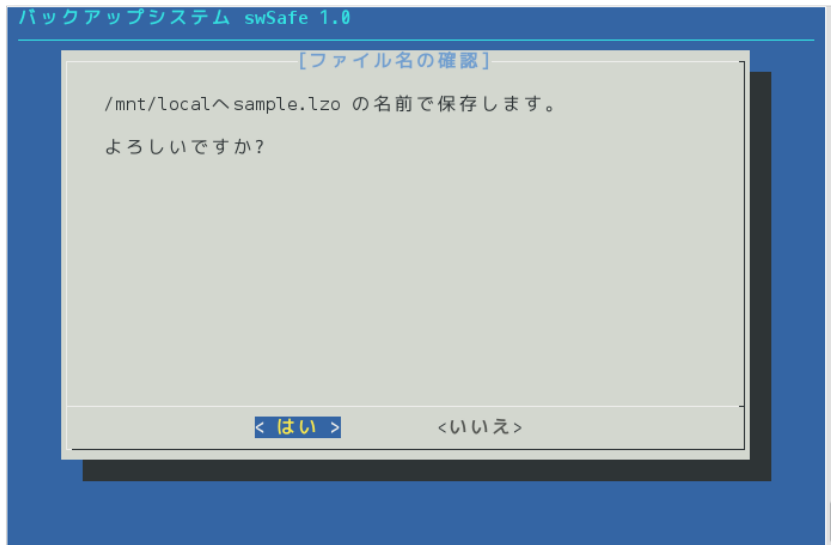 バックアップシステム swSafe 1.0
[ファイル名の確認]
/mnt/localへsample.lzo の名前で保存します。
よろしいですか?
< はい > <いいえ>